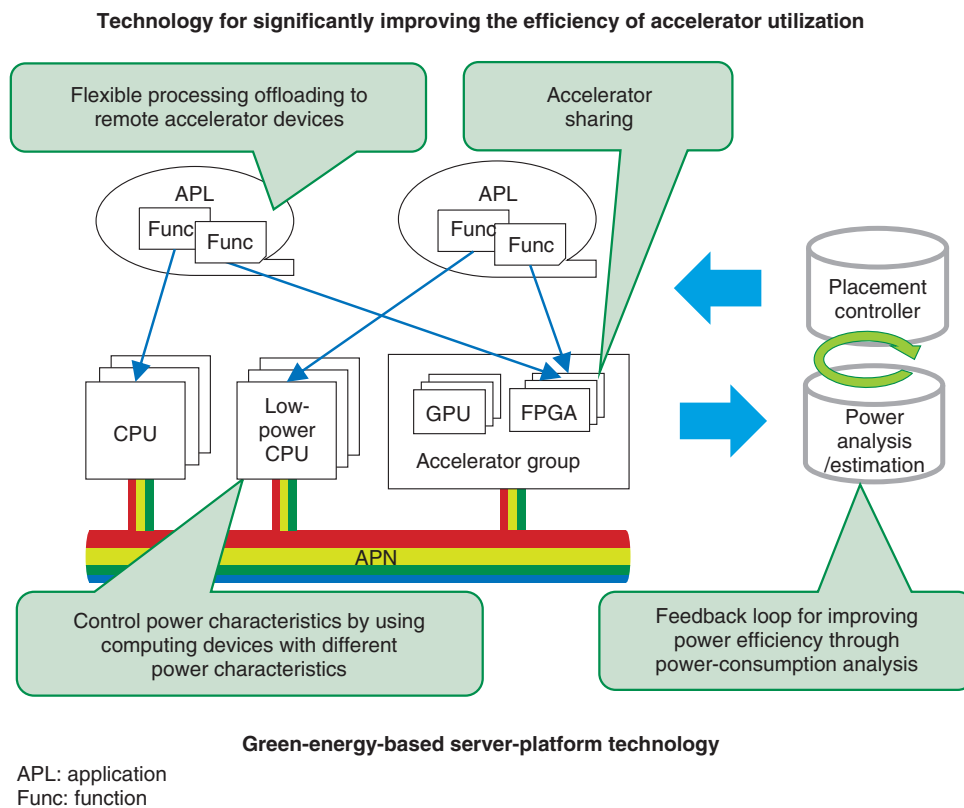 Technology for significantly improving the efficiency of accelerator utilization
Flexible processing offloading to
remote accelerator devices
Accelerator
sharing
APL
Func
Func
APL
Func
Func
Placement
controller
CPU
Low-
power
CPU
GPU
FPGA
Accelerator group
Power
analysis
/estimation
APN
Control power characteristics by using
computing devices with different
power characteristics
Feedback loop for improving
power efficiency through
power-consumption analysis
Green-energy-based server-platform technology
APL: application
Func: function